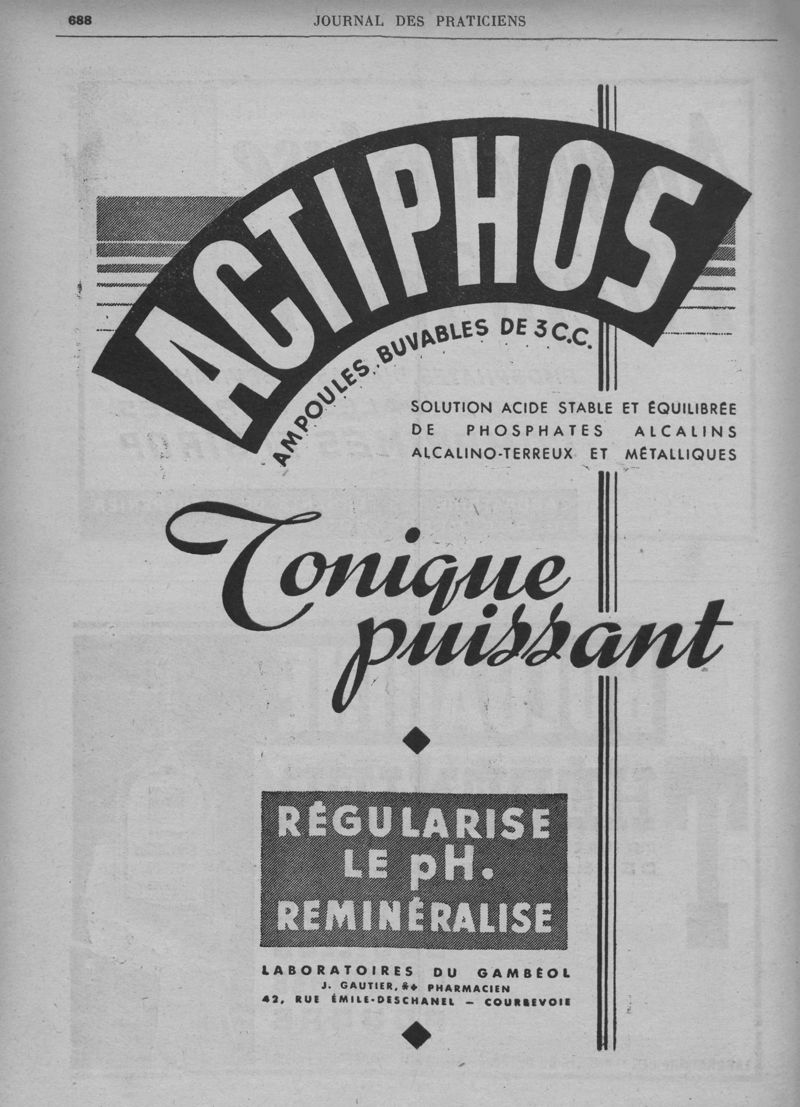 688
JOURNAL DES PRATICIENS
ACTIPHOS
AMPOULES BUVABLES DE 3 C.C.
SOLUTION ACIDE STABLE ET ÉQUILIBRÉE
DE PHOSPHATES ALCALINS
ALCALINO-TERREUX ET MÉTALLIQUES
Tonique
puissant
RÉGULARISE
LE pH.
REMINÉRALISE
LABORATOIRES DU GAMBÉOL
J. GAUTIER, ** PHARMACIEN
42, RUE ÉMILE-DESCHANEL — COURBEVOIE